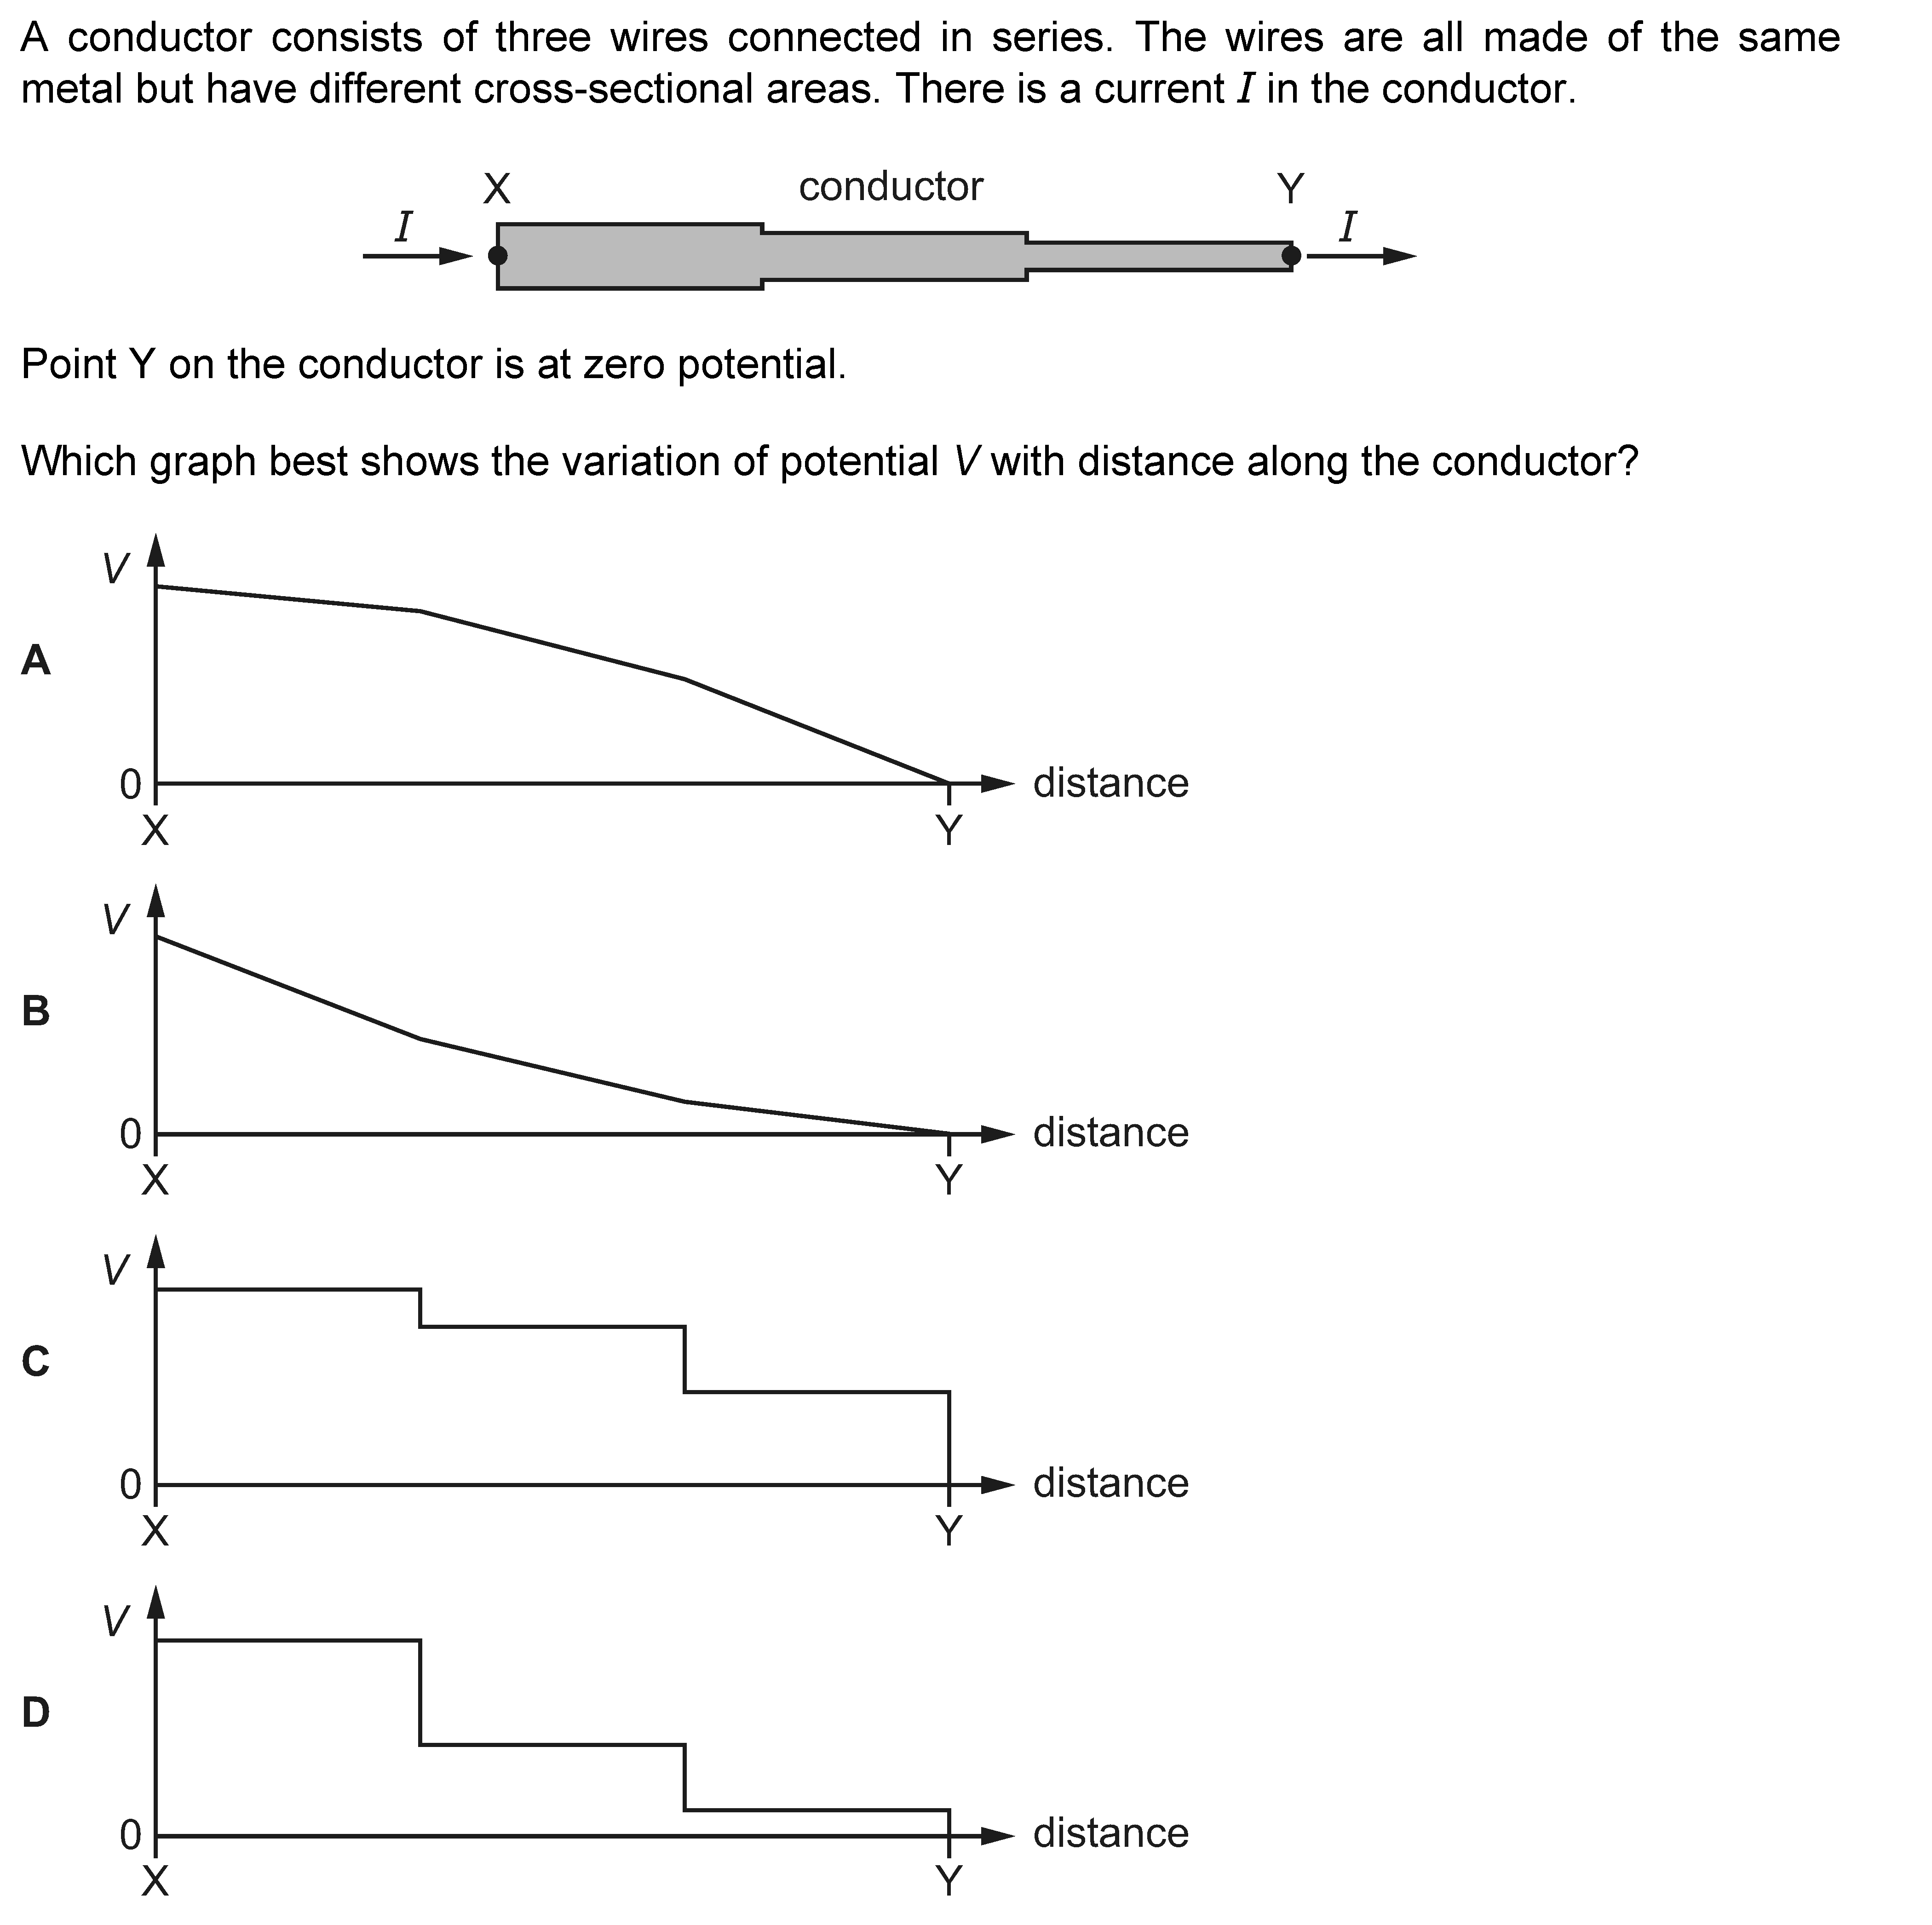 A conductor consists of three wires connected in series. The wires are all made of the same
metal but have different cross-sectional areas. There is a current I in the conductor.
X conductor Y
I I
Point Y on the conductor is at zero potential.
Which graph best shows the variation of potential V with distance along the conductor?
V
A
0 distance
X Y
V
B
0 distance
X Y
V
C
0 distance
X Y
V
D
0 distance
X Y